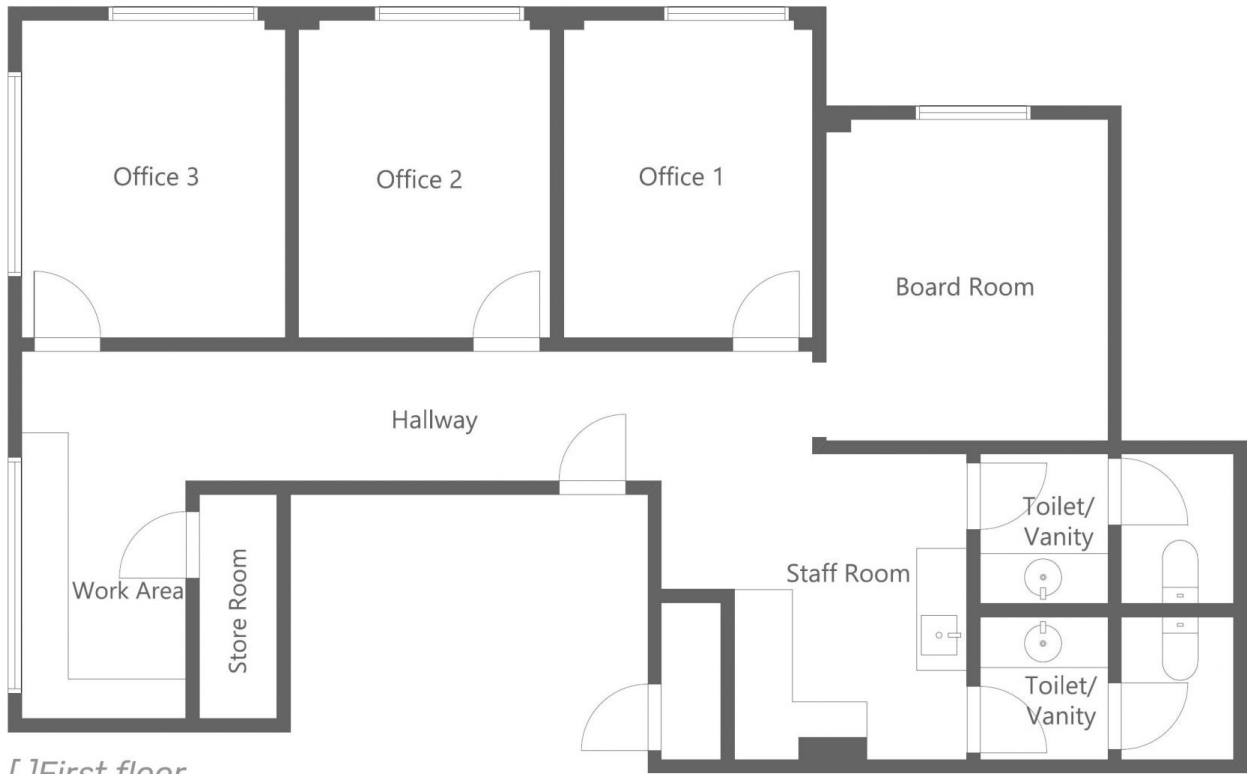 Office 3
Office 2
Office 1
Board Room
Hallway
Toilet/
Vanity
Staff Room
Work Area
Store Room
Toilet/
Vanity
[ ]First floor